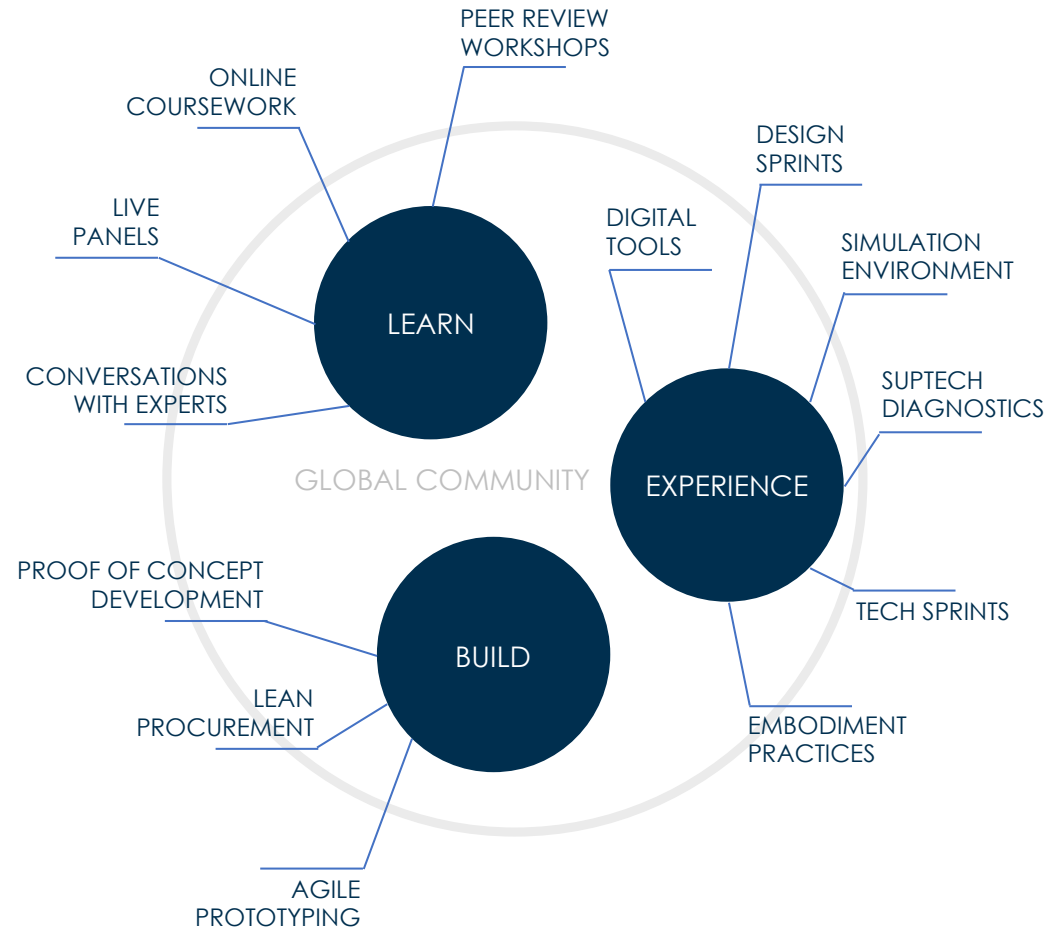 PEER REVIEW
WORKSHOPS
ONLINE
COURSEWORK
LIVE
PANELS
CONVERSATIONS
WITH EXPERTS
LEARN
DIGITAL
TOOLS
DESIGN
SPRINTS
SIMULATION
ENVIRONMENT
SUPTECH
DIAGNOSTICS
EXPERIENCE
TECH SPRINTS
EMBODIMENT
PRACTICES
GLOBAL COMMUNITY
PROOF OF CONCEPT
DEVELOPMENT
LEAN
PROCUREMENT
AGILE
PROTOTYPING
BUILD